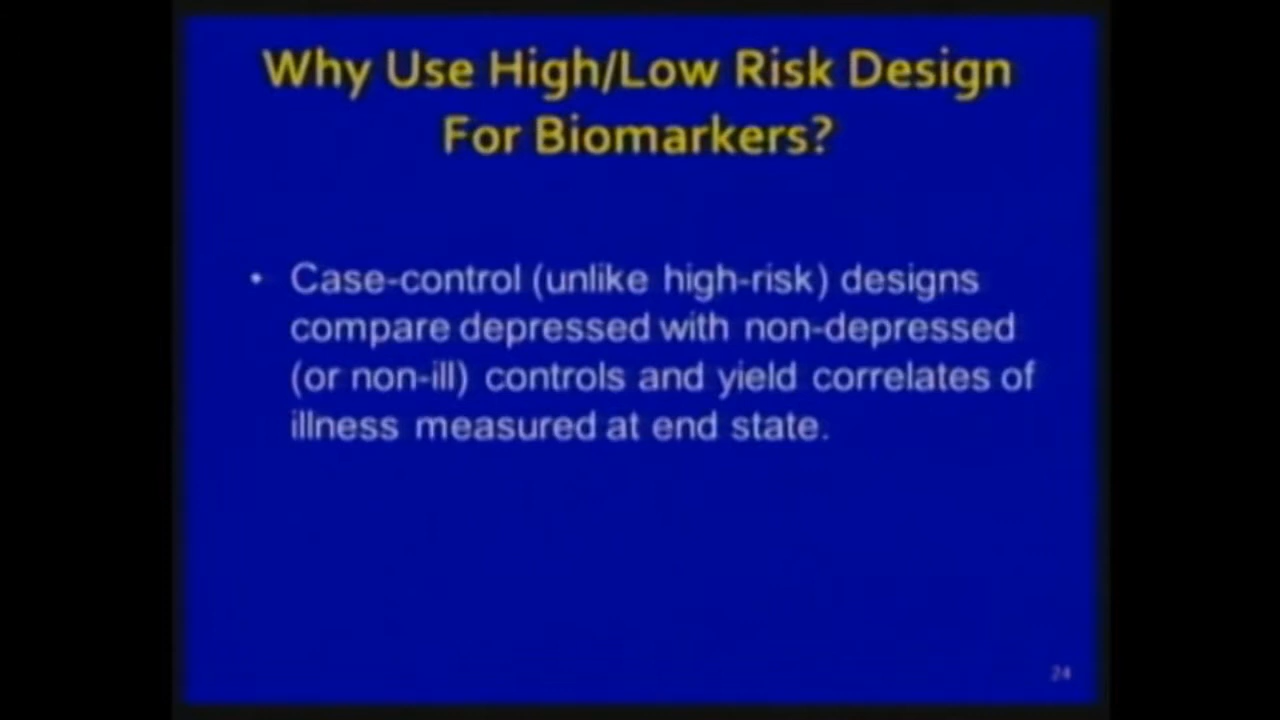 Why Use High/Low Risk Design
For Biomarkers?
• Case-control (unlike high-risk) designs
compare depressed with non-depressed
(or non-ill) controls and yield correlates of
illness measured at end state.
24